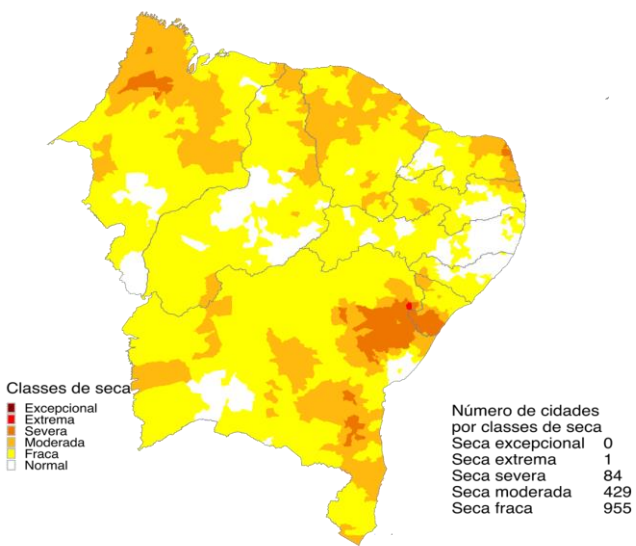 Classes de seca
Excepcional
Extrema
Severa
Moderada
Fraca
Normal
Número de cidades
por classes de seca
Seca excepcional 0
Seca extrema 1
Seca severa 84
Seca moderada 429
Seca fraca 955